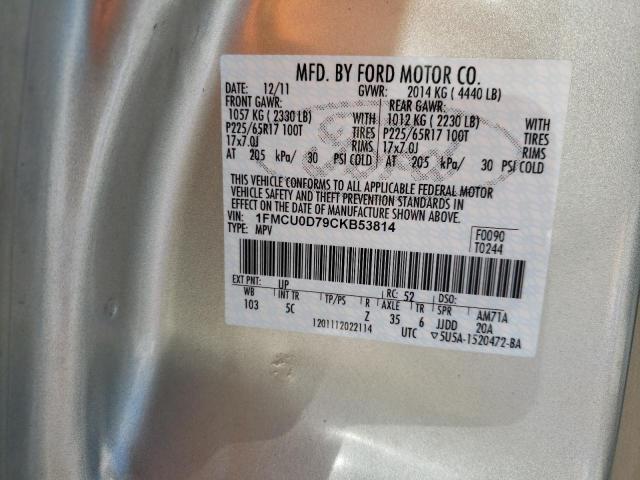 MFD. BY FORD MOTOR CO.
DATE: 12/11 GVWR: 2014 KG ( 4440 LB)
FRONT GAWR: REAR GAWR:
1057 KG ( 2330 LB) WITH 1012 KG ( 2230 LB) WITH
P225/65R17 100T TIRES P225/65R17 100T TIRES
17x7.0J RIMS 17x7.0J RIMS
AT 205 kPa/ 30 PSI COLD AT 205 kPa/ 30 PSI COLD
THIS VEHICLE CONFORMS TO ALL APPLICABLE FEDERAL MOTOR
VEHICLE SAFETY AND THEFT PREVENTION STANDARDS IN
EFFECT ON THE DATE OF MANUFACTURE SHOWN ABOVE.
VIN: 1FMCU0D79CKB53814 F0090
TYPE: MPV T0244
EXT PNT: UP RC: 52 DSO:
WB INT TR TP/PS R AXLE TR SPR AM71A
103 5C Z 35 6 JJDD 20A
1201112022114 UTC ▽5U5A-1520472-BA
Ford